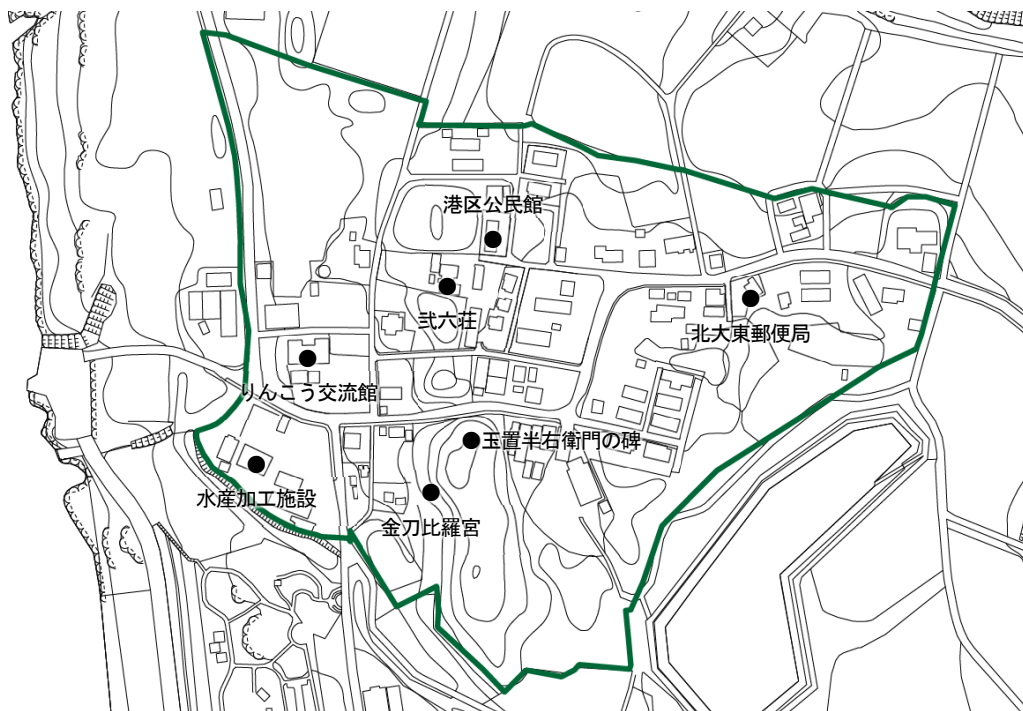 港区公民館
弐六荘
北大東郵便局
りんこう交流館
玉置半右衛門の碑
水産加工施設
金刀比羅宮